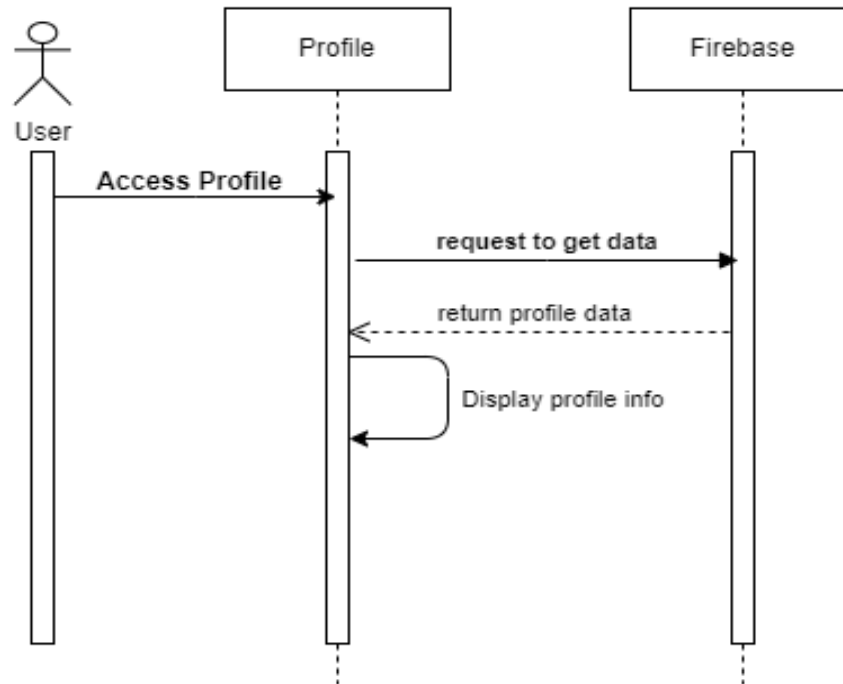 Profile
Firebase
User
Access Profile
request to get data
return profile data
Display profile info